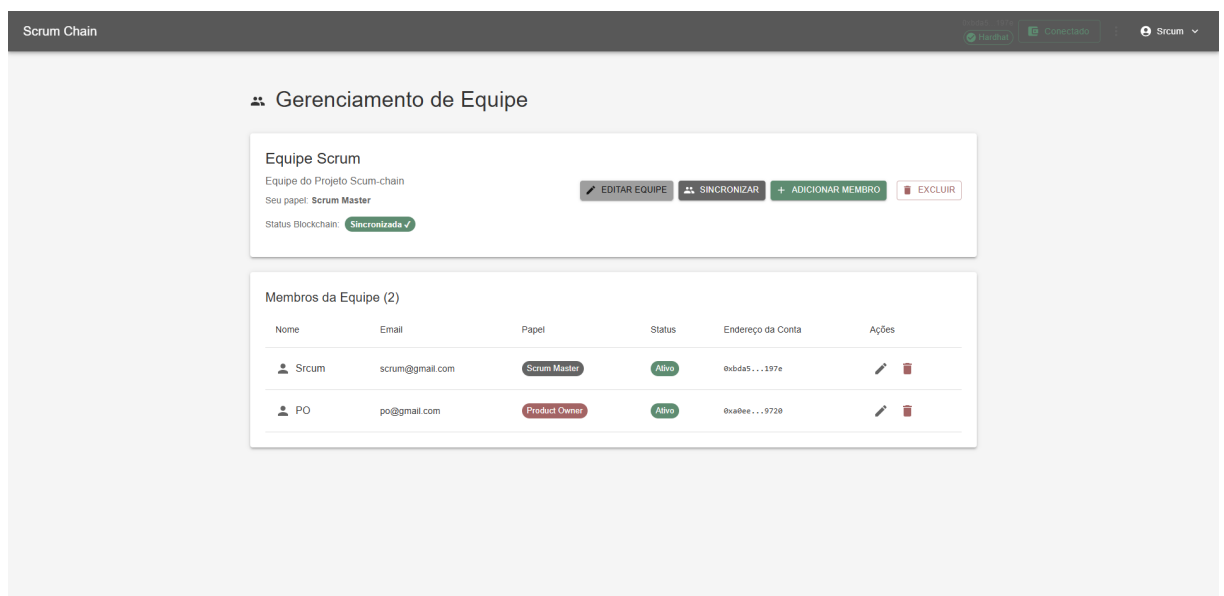 Scrum Chain
Hardhat
Conectado
Srcum
Gerenciamento de Equipe
Equipe Scrum
Equipe do Projeto Scum-chain
Seu papel: Scrum Master
Status Blockchain: Sincronizada ✓
EDITAR EQUIPE
SINCRONIZAR
+ ADICIONAR MEMBRO
EXCLUIR
Membros da Equipe (2)
Nome Email Papel Status Endereço da Conta Ações
Srcum scrum@gmail.com Scrum Master Ativo 0xbda5...197e
PO po@gmail.com Product Owner Ativo 0xa0ee...9720